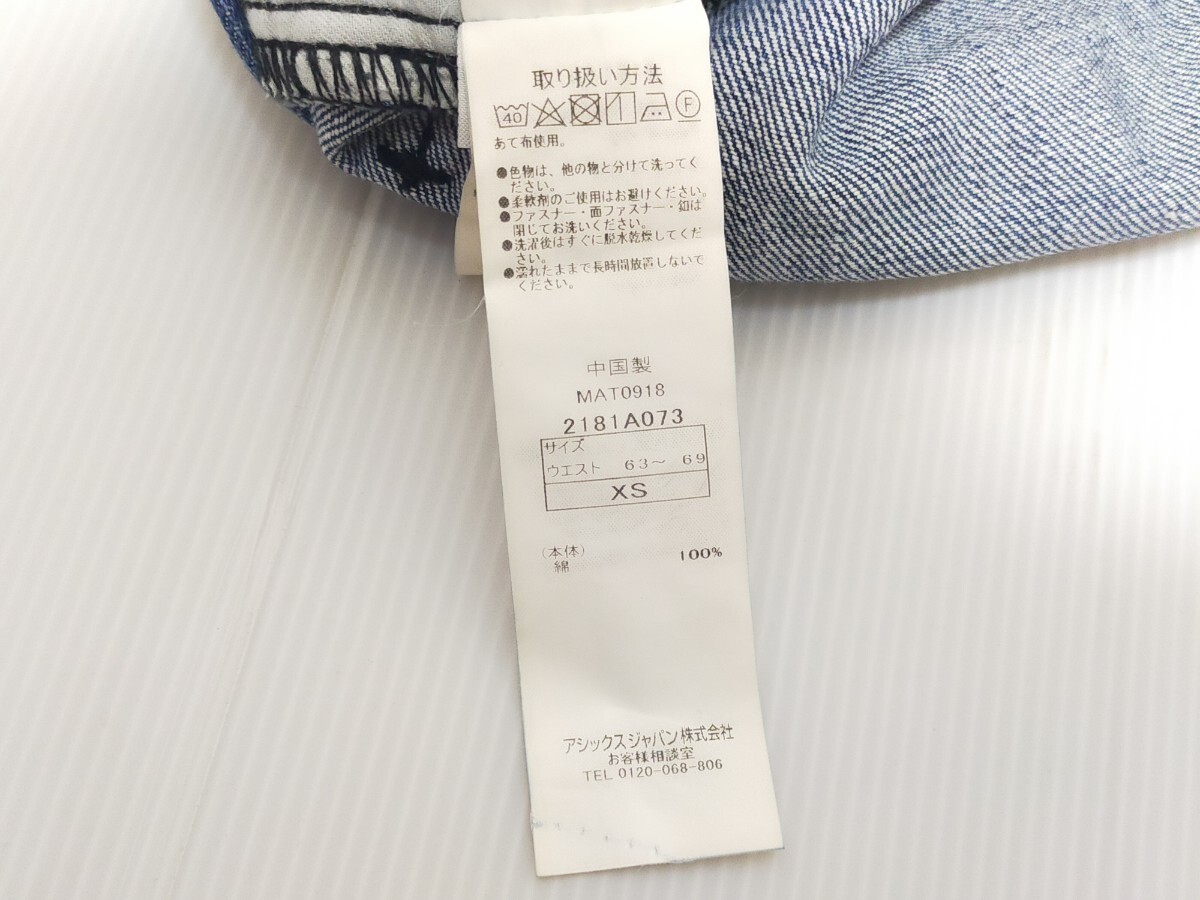 取り扱い方法
40 F
あて布使用。
●色物は、他の物と分けて洗ってく
ださい。
●柔軟剤のご使用はお避けください。
●ファスナー・面ファスナー・釦は
閉じてお洗いください。
●洗濯後はすぐに脱水乾燥してくだ
さい。
●濡れたままで長時間放置しないで
ください。
中国製
MAT0918
2181A073
サイズ
ウエスト 63～ 69
XS
(本体)
綿 100%
アシックスジャパン株式会社
お客様相談室
TEL 0120-068-806